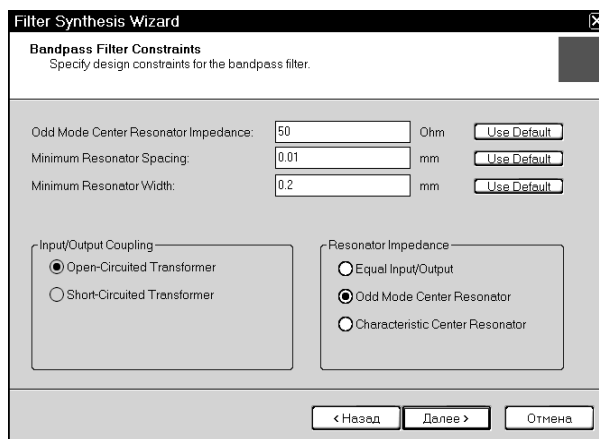 Filter Synthesis Wizard
Bandpass Filter Constraints
Specify design constraints for the bandpass filter.
Odd Mode Center Resonator Impedance: 50 Ohm Use Default
Minimum Resonator Spacing: 0.01 mm Use Default
Minimum Resonator Width: 0.2 mm Use Default
Input/Output Coupling
Open-Circuited Transformer
Short-Circuited Transformer
Resonator Impedance
Equal Input/Output
Odd Mode Center Resonator
Characteristic Center Resonator
< Назад Далее > Отмена